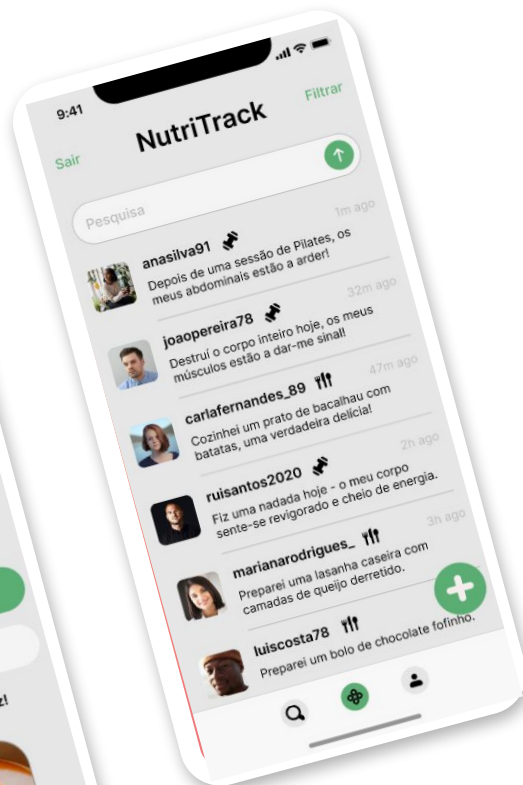 9:41
Sair
NutriTrack
Filtrar
Pesquisa
anasilva91
1m ago
Depois de uma sessão de Pilates, os
meus abdominais estão a arder!
joaopereira78
32m ago
Destruí o corpo inteiro hoje, os meus
músculos estão a dar-me sinal!
carlafernandes_89
47m ago
Cozinhei um prato de bacalhau com
batatas, uma verdadeira delícia!
ruisantos2020
2h ago
Fiz uma nadada hoje - o meu corpo
sente-se revigorado e cheio de energia.
marianarodrigues_
3h ago
Preparei uma lasanha caseira com
camadas de queijo derretido.
luiscosta78
Preparei um bolo de chocolate fofinho.